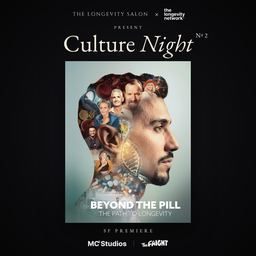 THE LONGEVITY SALON × the longevity network
PRESENT
Culture Night Nº 2
BEYOND THE PILL
THE PATH TO LONGEVITY
SF PREMIERE
MC Studios | The FIGHT